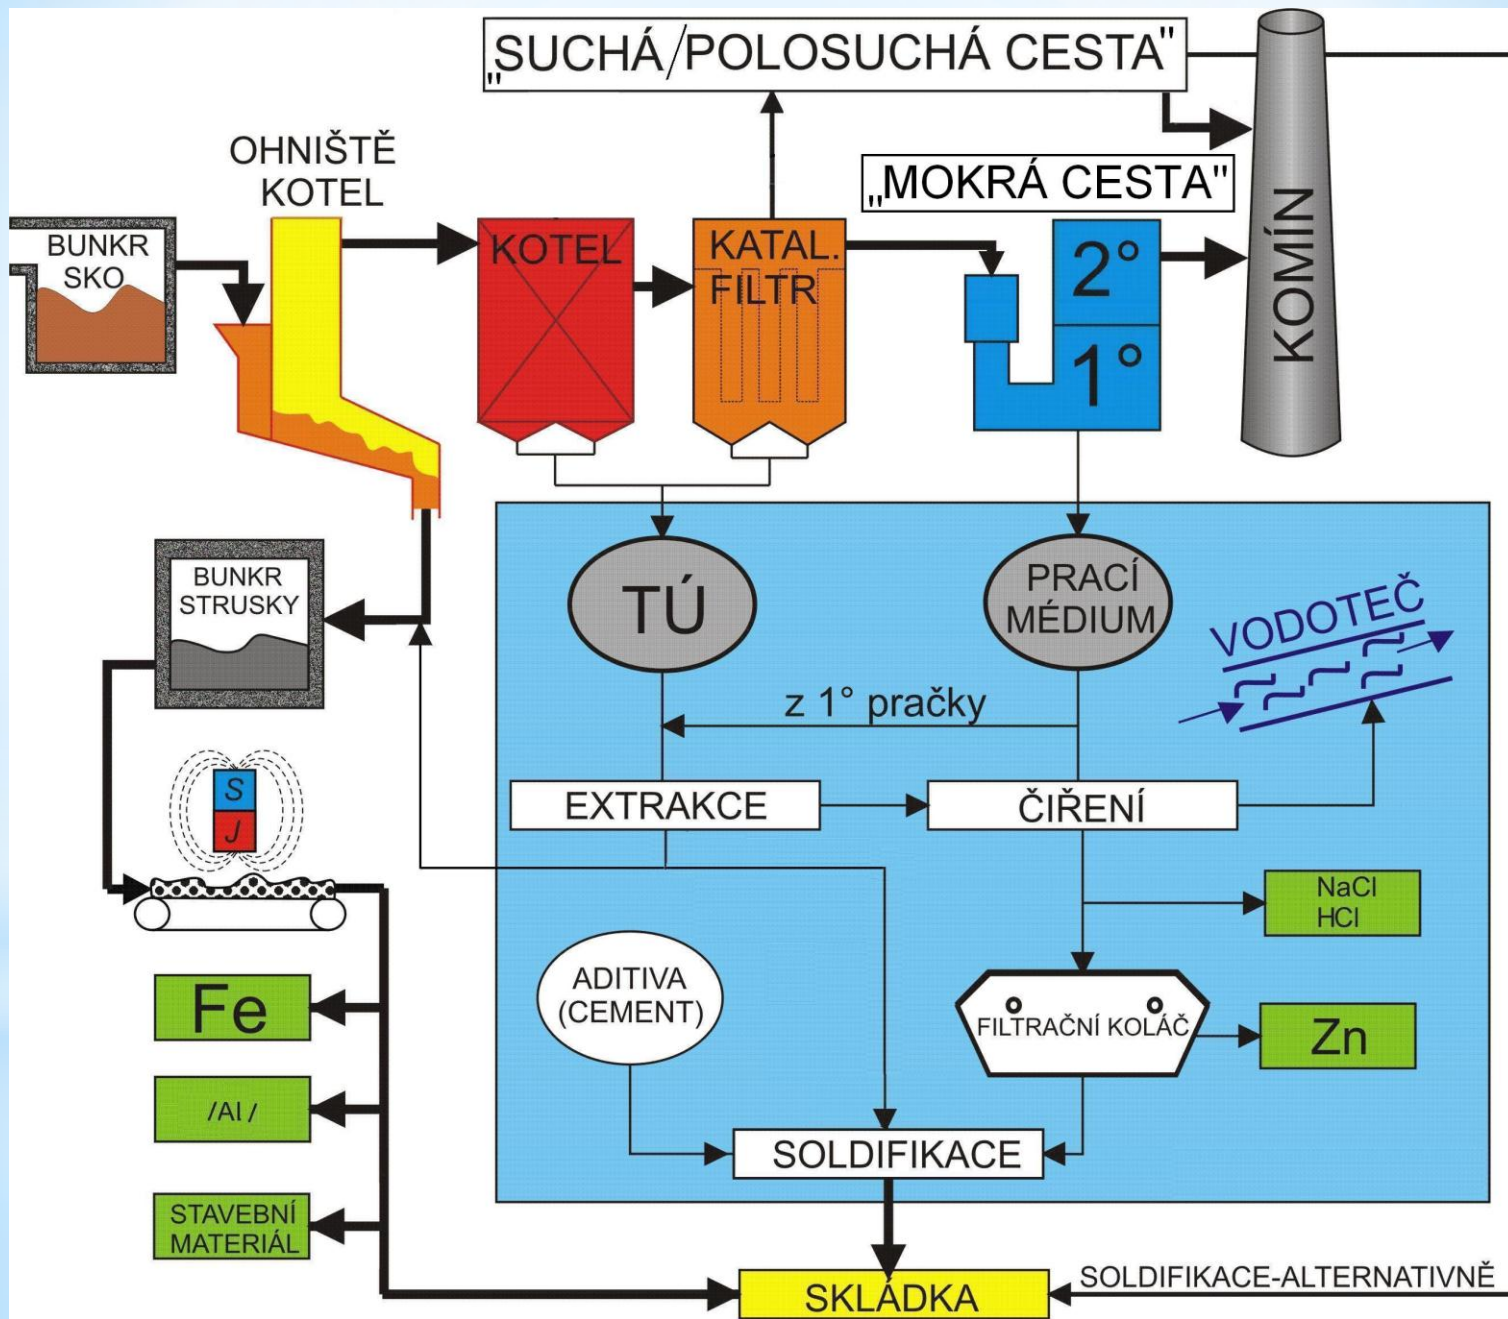 „SUCHÁ/POLOSUCHÁ CESTA"
OHNIŠTĚ
KOTEL
„MOKRÁ CESTA"
BUNKR
SKO
KOTEL
KATAL.
FILTR
2°
1°
KOMÍN
BUNKR
STRUSKY
TÚ
PRACÍ
MÉDIUM
VODOTEČ
z 1° pračky
S
J
EXTRAKCE
ČIŘENÍ
NaCl
HCl
ADITIVA
(CEMENT)
Fe
FILTRAČNÍ KOLÁČ
Zn
/Al /
SOLDIFIKACE
STAVEBNÍ
MATERIÁL
SKLÁDKA
SOLDIFIKACE-ALTERNATIVNĚ